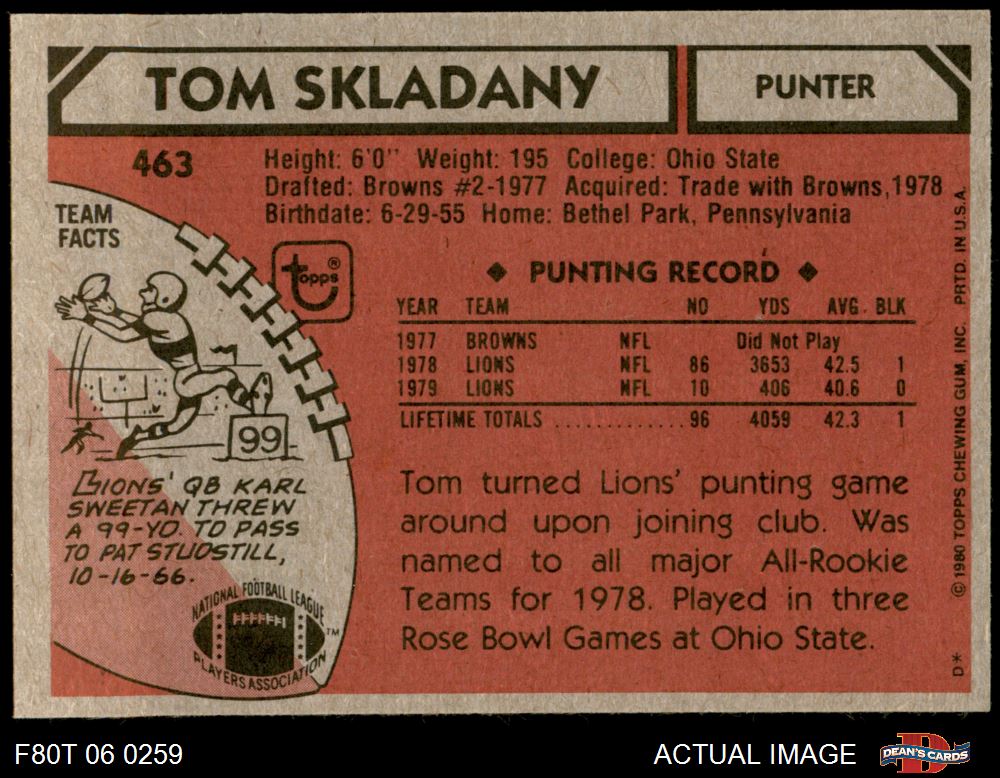 TOM SKLADANY
PUNTER
463
Height: 6'0" Weight: 195 College: Ohio State
Drafted: Browns #2-1977 Acquired: Trade with Browns, 1978
Birthdate: 6-29-55 Home: Bethel Park, Pennsylvania
TEAM
FACTS
topps®
99
LIONS' QB KARL
SWEETAN THREW
A 99-YD. TD PASS
TO PAT STUDSTILL,
10-16-66.
NATIONAL FOOTBALL LEAGUE
PLAYERS ASSOCIATION
TM
◆ PUNTING RECORD ◆
YEAR TEAM NO YDS AVG. BLK
1977 BROWNS NFL Did Not Play
1978 LIONS NFL 86 3653 42.5 1
1979 LIONS NFL 10 406 40.6 0
LIFETIME TOTALS ............. 96 4059 42.3 1
Tom turned Lions' punting game
around upon joining club. Was
named to all major All-Rookie
Teams for 1978. Played in three
Rose Bowl Games at Ohio State.
D* © 1980 TOPPS CHEWING GUM, INC. PRTD. IN U.S.A.
F80T 06 0259
ACTUAL IMAGE
D
DEAN'S CARDS